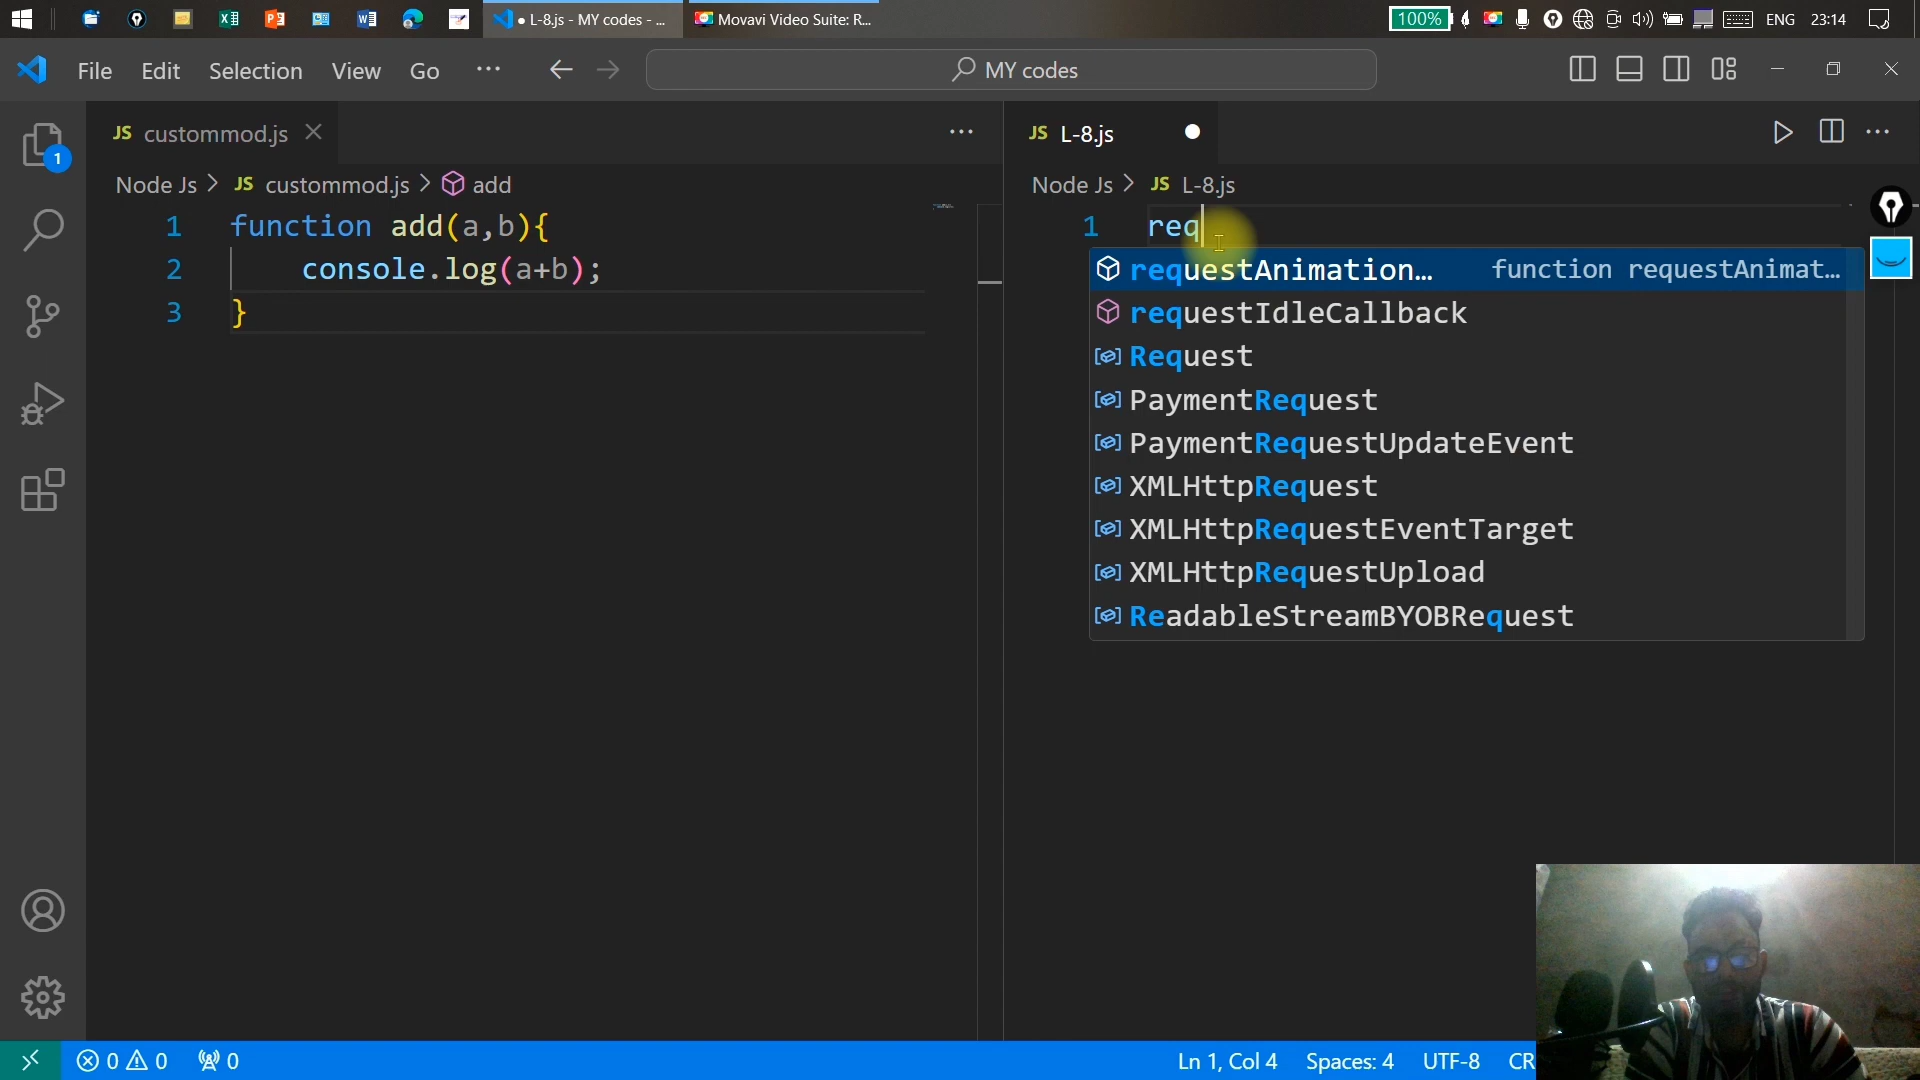 L-8.js - MY codes - ...
Movavi Video Suite: R...
100%
ENG
23:14
File
Edit
Selection
View
Go
MY codes
1
JS custommod.js
Node Js > JS custommod.js > add
1 function add(a,b){
2 console.log(a+b);
3 }
JS L-8.js
Node Js > JS L-8.js
1 req
requestAnimation... function requestAnimat...
requestIdleCallback
Request
PaymentRequest
PaymentRequestUpdateEvent
XMLHttpRequest
XMLHttpRequestEventTarget
XMLHttpRequestUpload
ReadableStreamBYOBRequest
0 0 0
Ln 1, Col 4
Spaces: 4
UTF-8
CR